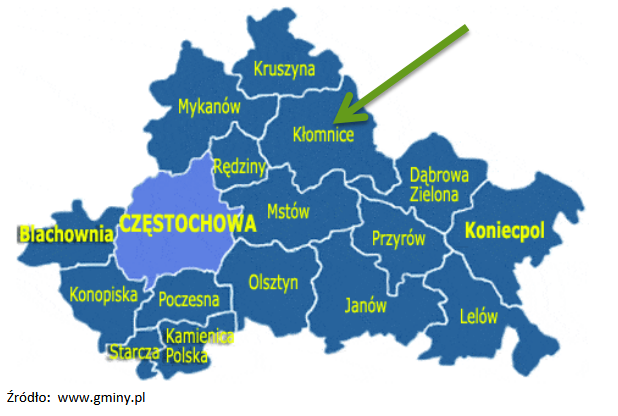 Kruszyna
Mykanów
Kłomnice
Rędziny
Dąbrowa
Zielona
CZĘSTOCHOWA
Mstów
Blachownia
Przyrów
Koniecpol
Konopiska
Poczesna
Olsztyn
Janów
Lelów
Starcza
Kamienica
Polska
Źródło: www.gminy.pl